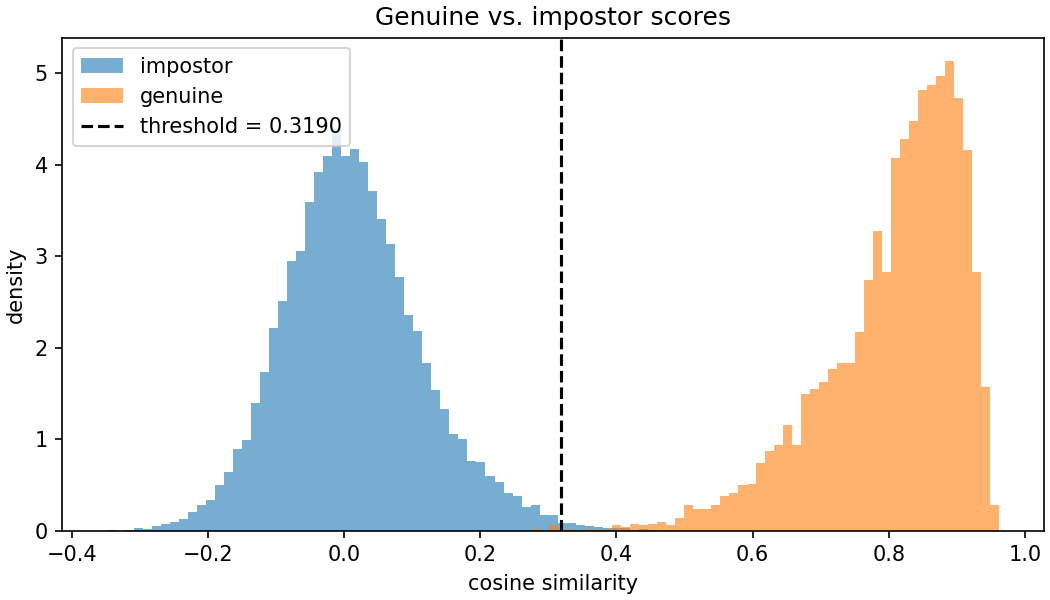 Genuine vs. impostor scores
impostor
genuine
threshold = 0.3190
density
5
4
3
2
1
0
−0.4 −0.2 0.0 0.2 0.4 0.6 0.8 1.0
cosine similarity